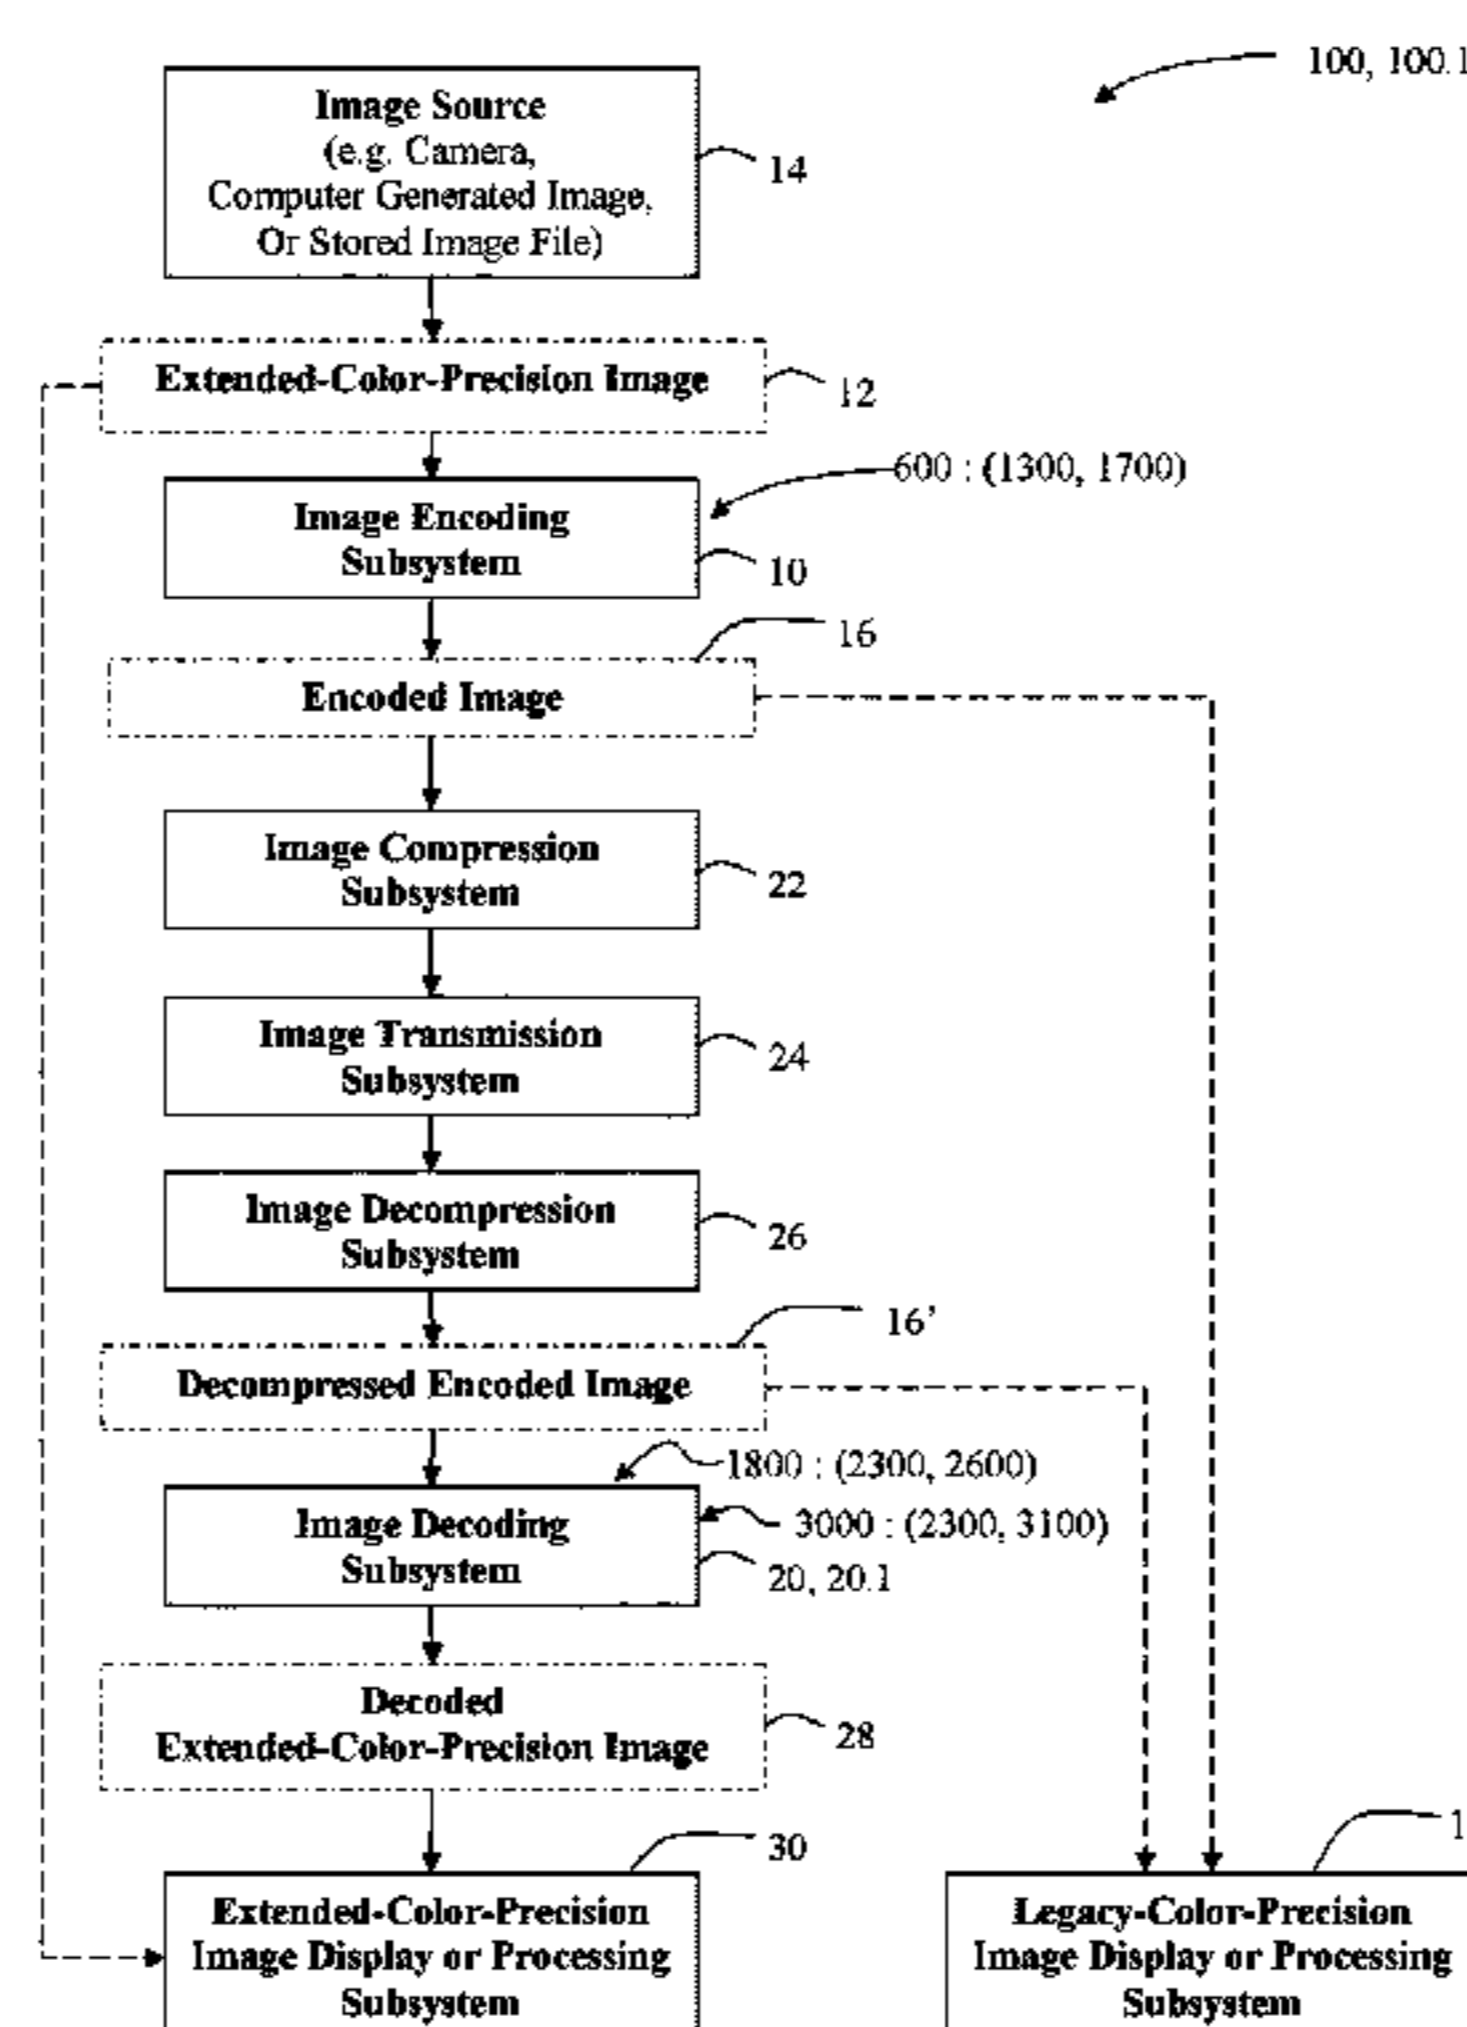 100, 100.1
Image Source
(e.g. Camera,
Computer Generated Image,
Or Stored Image File)
14
Extended-Color-Precision Image
12
600 : (1300, 1700)
Image Encoding
Subsystem
10
16
Encoded Image
Image Compression
Subsystem
22
Image Transmission
Subsystem
24
Image Decompression
Subsystem
26
16’
Decompressed Encoded Image
1800 : (2300, 2600)
Image Decoding
Subsystem
3000 : (2300, 3100)
20, 20.1
Decoded
Extended-Color-Precision Image
28
30
Extended-Color-Precision
Image Display or Processing
Subsystem
Legacy-Color-Precision
Image Display or Processing
Subsystem